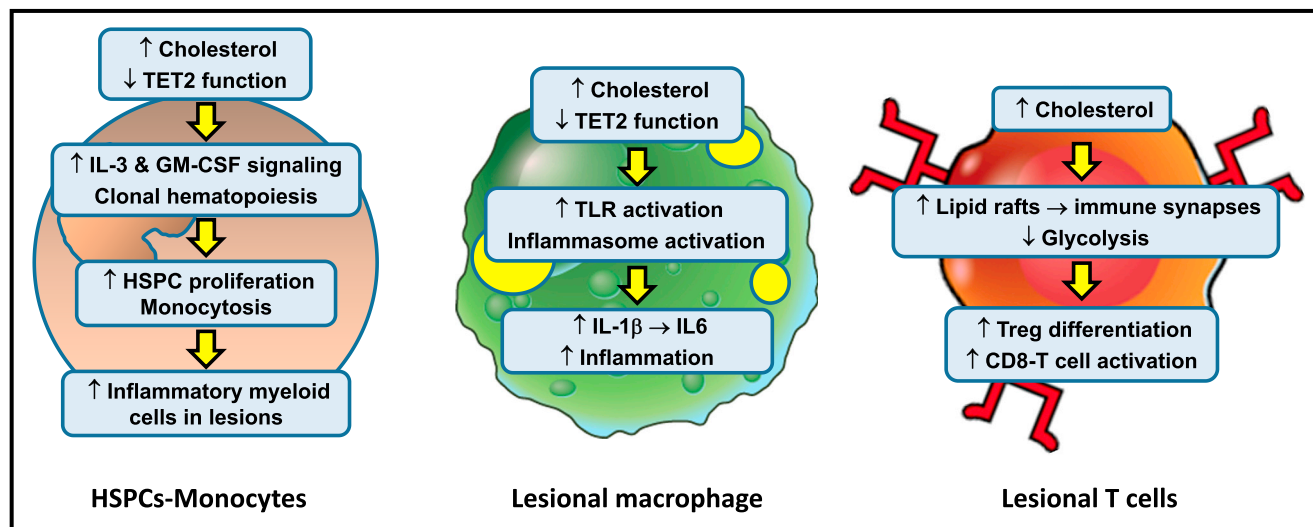 ↑ Cholesterol
↓ TET2 function
↑ IL-3 & GM-CSF signaling
Clonal hematopoiesis
↑ HSPC proliferation
Monocytosis
↑ Inflammatory myeloid
cells in lesions
HSPCs-Monocytes
↑ Cholesterol
↓ TET2 function
↑ TLR activation
Inflammasome activation
↑ IL-1β → IL6
↑ Inflammation
Lesional macrophage
↑ Cholesterol
↑ Lipid rafts → immune synapses
↓ Glycolysis
↑ Treg differentiation
↑ CD8-T cell activation
Lesional T cells